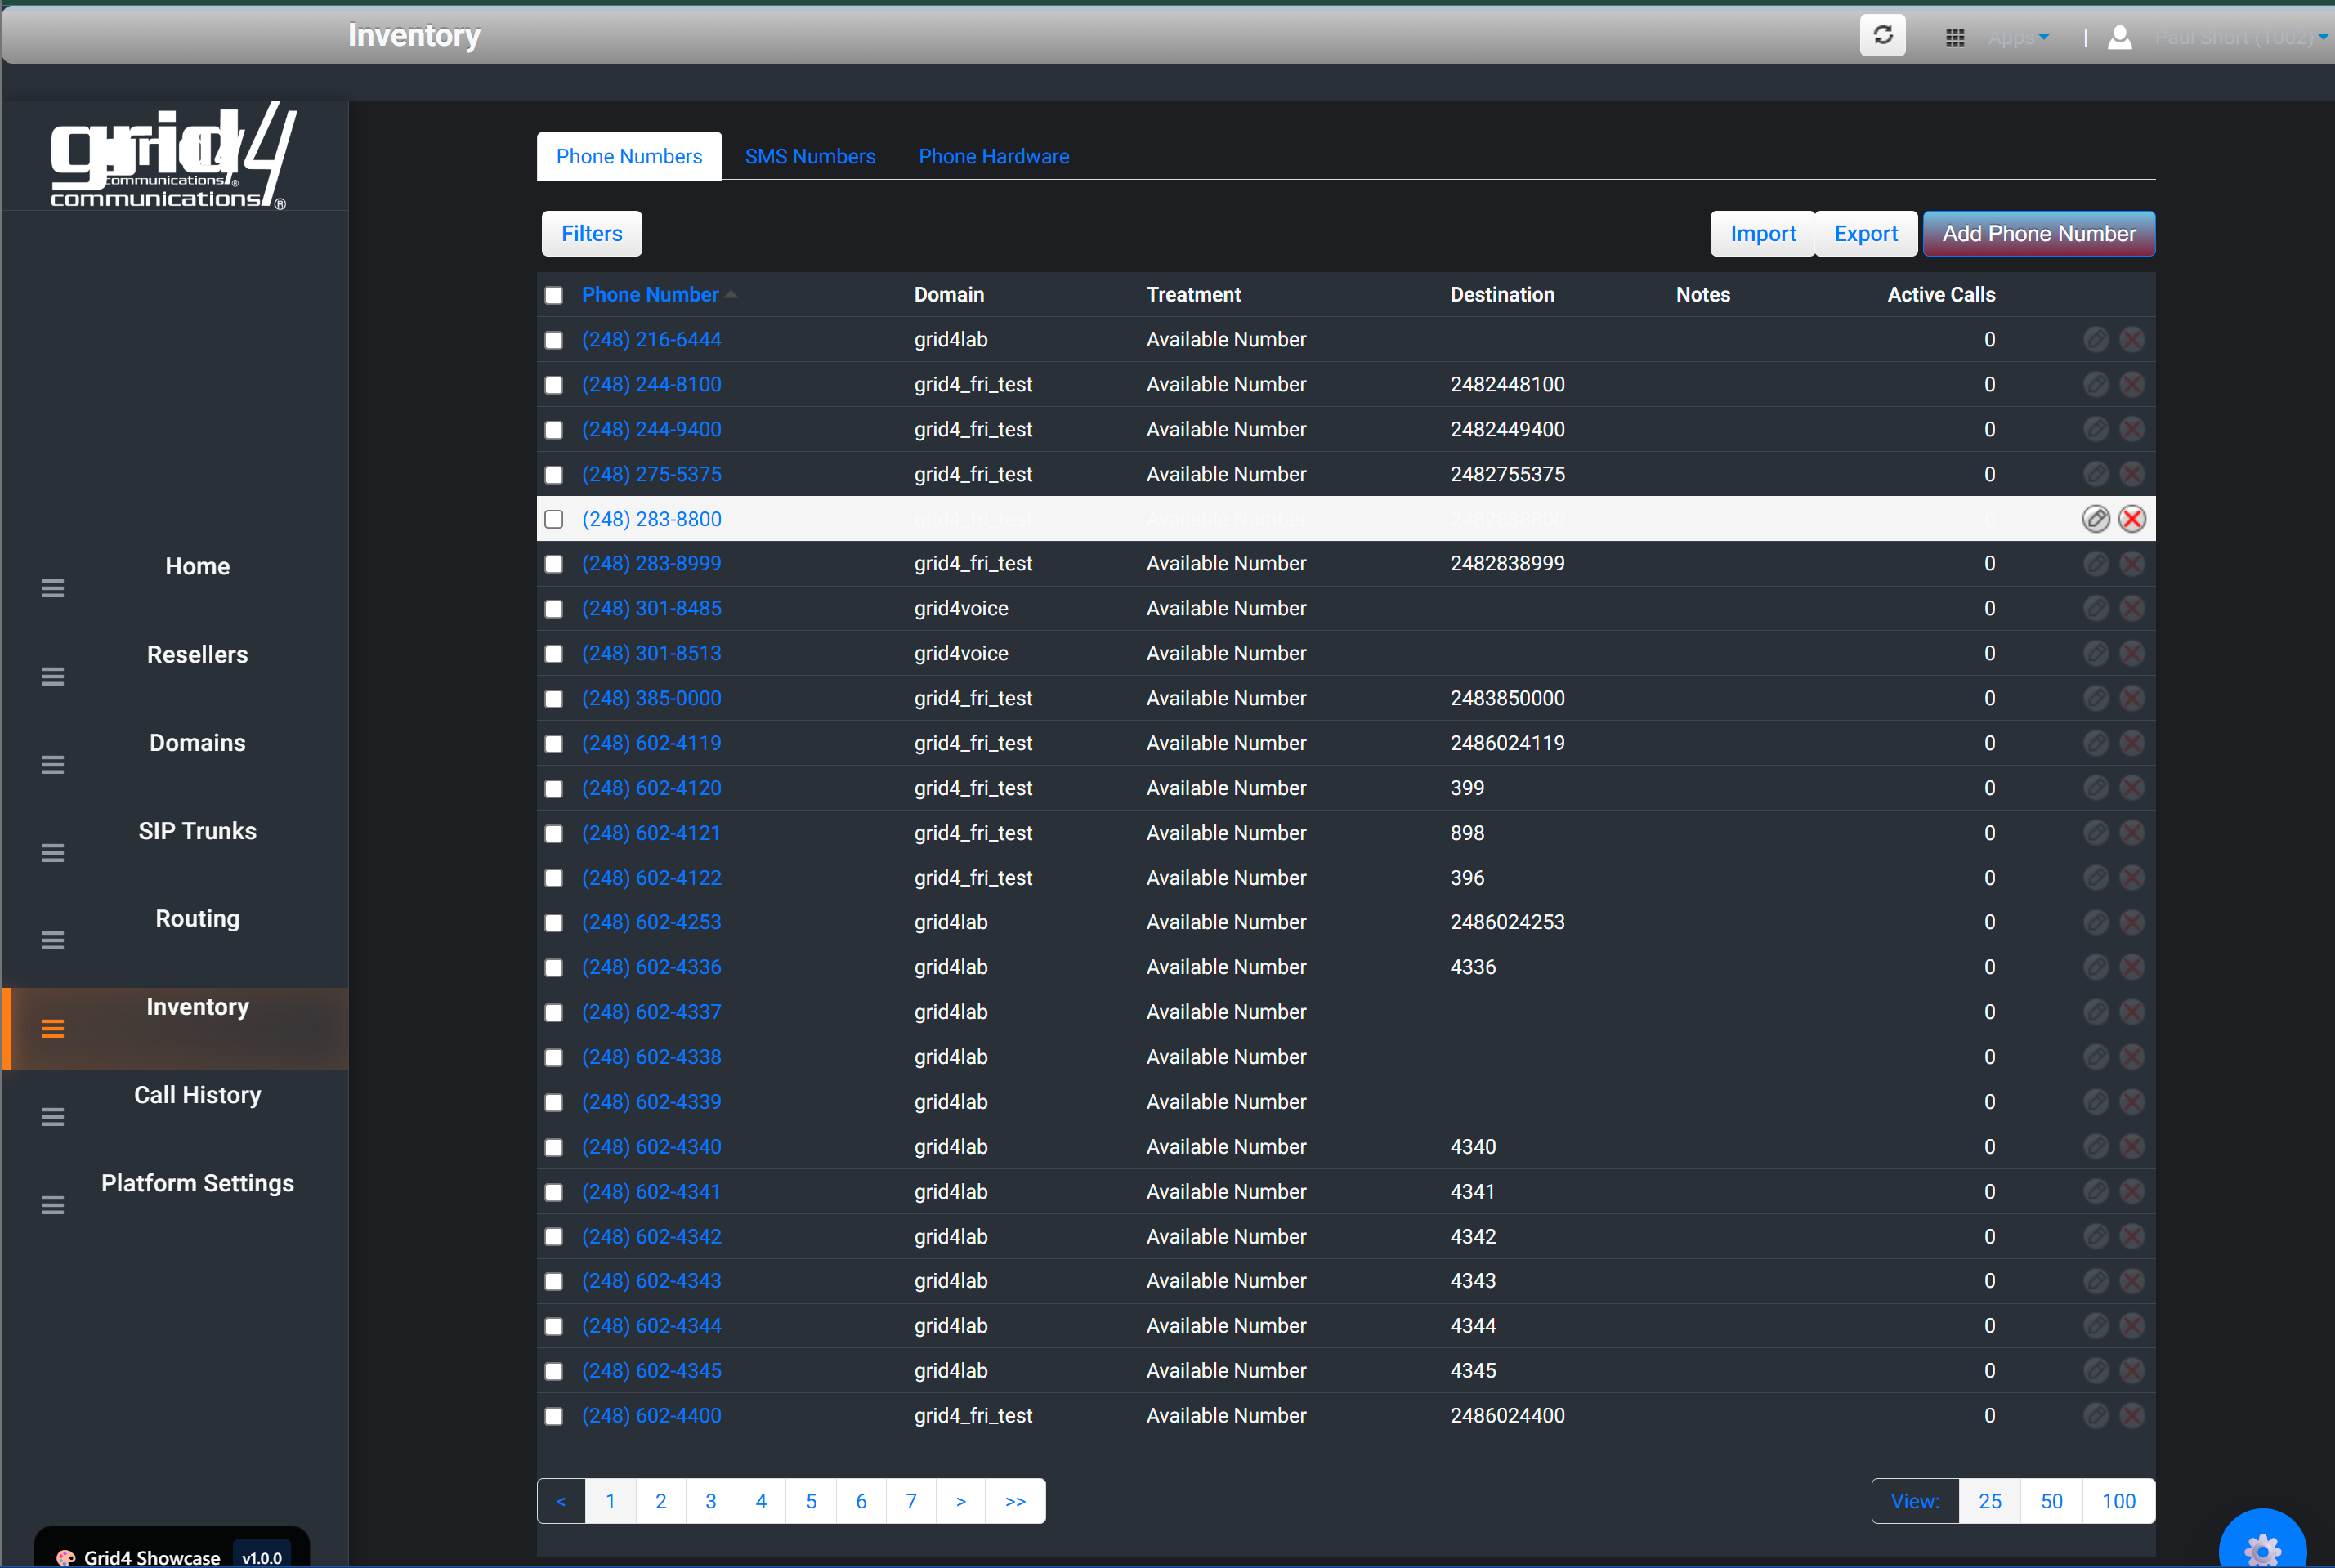 Inventory
Apps
Paul Short (1002)
grid4
communications®
communications®
Phone Numbers SMS Numbers Phone Hardware
Filters Import Export Add Phone Number
Phone Number Domain Treatment Destination Notes Active Calls
(248) 216-6444 grid4lab Available Number 0
(248) 244-8100 grid4_fri_test Available Number 2482448100 0
(248) 244-9400 grid4_fri_test Available Number 2482449400 0
(248) 275-5375 grid4_fri_test Available Number 2482755375 0
(248) 283-8800 grid4_fri_test Available Number 2482838800 0
(248) 283-8999 grid4_fri_test Available Number 2482838999 0
(248) 301-8485 grid4voice Available Number 0
(248) 301-8513 grid4voice Available Number 0
(248) 385-0000 grid4_fri_test Available Number 2483850000 0
(248) 602-4119 grid4_fri_test Available Number 2486024119 0
(248) 602-4120 grid4_fri_test Available Number 399 0
(248) 602-4121 grid4_fri_test Available Number 898 0
(248) 602-4122 grid4_fri_test Available Number 396 0
(248) 602-4253 grid4lab Available Number 2486024253 0
(248) 602-4336 grid4lab Available Number 4336 0
(248) 602-4337 grid4lab Available Number 0
(248) 602-4338 grid4lab Available Number 0
(248) 602-4339 grid4lab Available Number 0
(248) 602-4340 grid4lab Available Number 4340 0
(248) 602-4341 grid4lab Available Number 4341 0
(248) 602-4342 grid4lab Available Number 4342 0
(248) 602-4343 grid4lab Available Number 4343 0
(248) 602-4344 grid4lab Available Number 4344 0
(248) 602-4345 grid4lab Available Number 4345 0
(248) 602-4400 grid4_fri_test Available Number 2486024400 0
< 1 2 3 4 5 6 7 > >>
View: 25 50 100
Home
Resellers
Domains
SIP Trunks
Routing
Inventory
Call History
Platform Settings
Grid4 Showcase v1.0.0